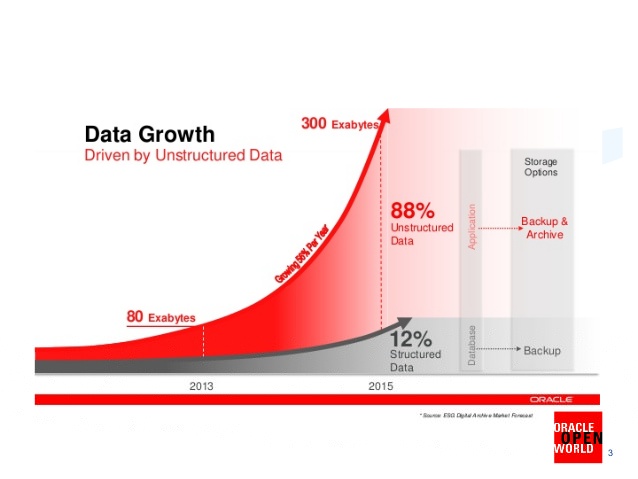 Data Growth
Driven by Unstructured Data
300 Exabytes
Storage
Options
88%
Unstructured
Data
Application
Backup &
Archive
Growing 56% Per Year
80 Exabytes
12%
Structured
Data
Database
Backup
2013
2015
ORACLE
* Source: ESG Digital Archive Market Forecast
ORACLE
OPEN
WORLD
3